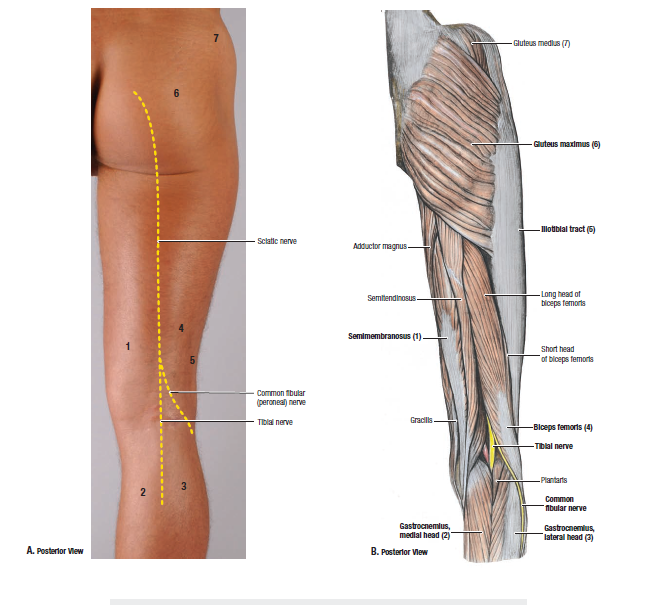 7
6
Sciatic nerve
4
1
5
Common fibular
(peroneal) nerve
Tibial nerve
2
3
A. Posterior View
Gluteus medius (7)
Gluteus maximus (6)
Iliotibial tract (5)
Adductor magnus
Semitendinosus
Long head of
biceps femoris
Semimembranosus (1)
Short head
of biceps femoris
Gracilis
Biceps femoris (4)
Tibial nerve
Plantaris
Common
fibular nerve
Gastrocnemius,
medial head (2)
Gastrocnemius,
lateral head (3)
B. Posterior View